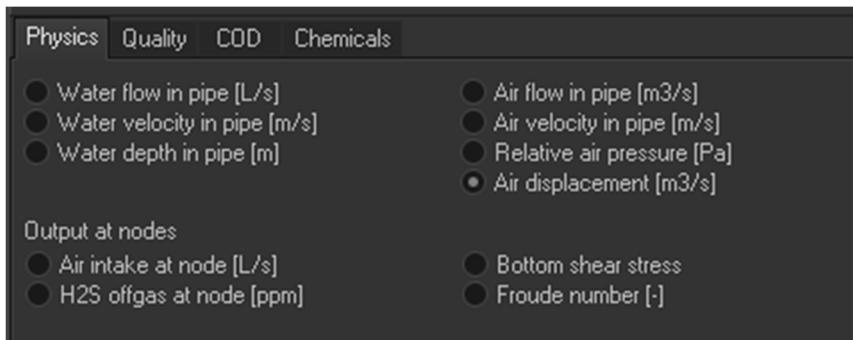 Physics Quality COD Chemicals
Water flow in pipe [L/s]
Water velocity in pipe [m/s]
Water depth in pipe [m]
Air flow in pipe [m3/s]
Air velocity in pipe [m/s]
Relative air pressure [Pa]
Air displacement [m3/s]
Output at nodes
Air intake at node [L/s]
H2S offgas at node [ppm]
Bottom shear stress
Froude number [-]